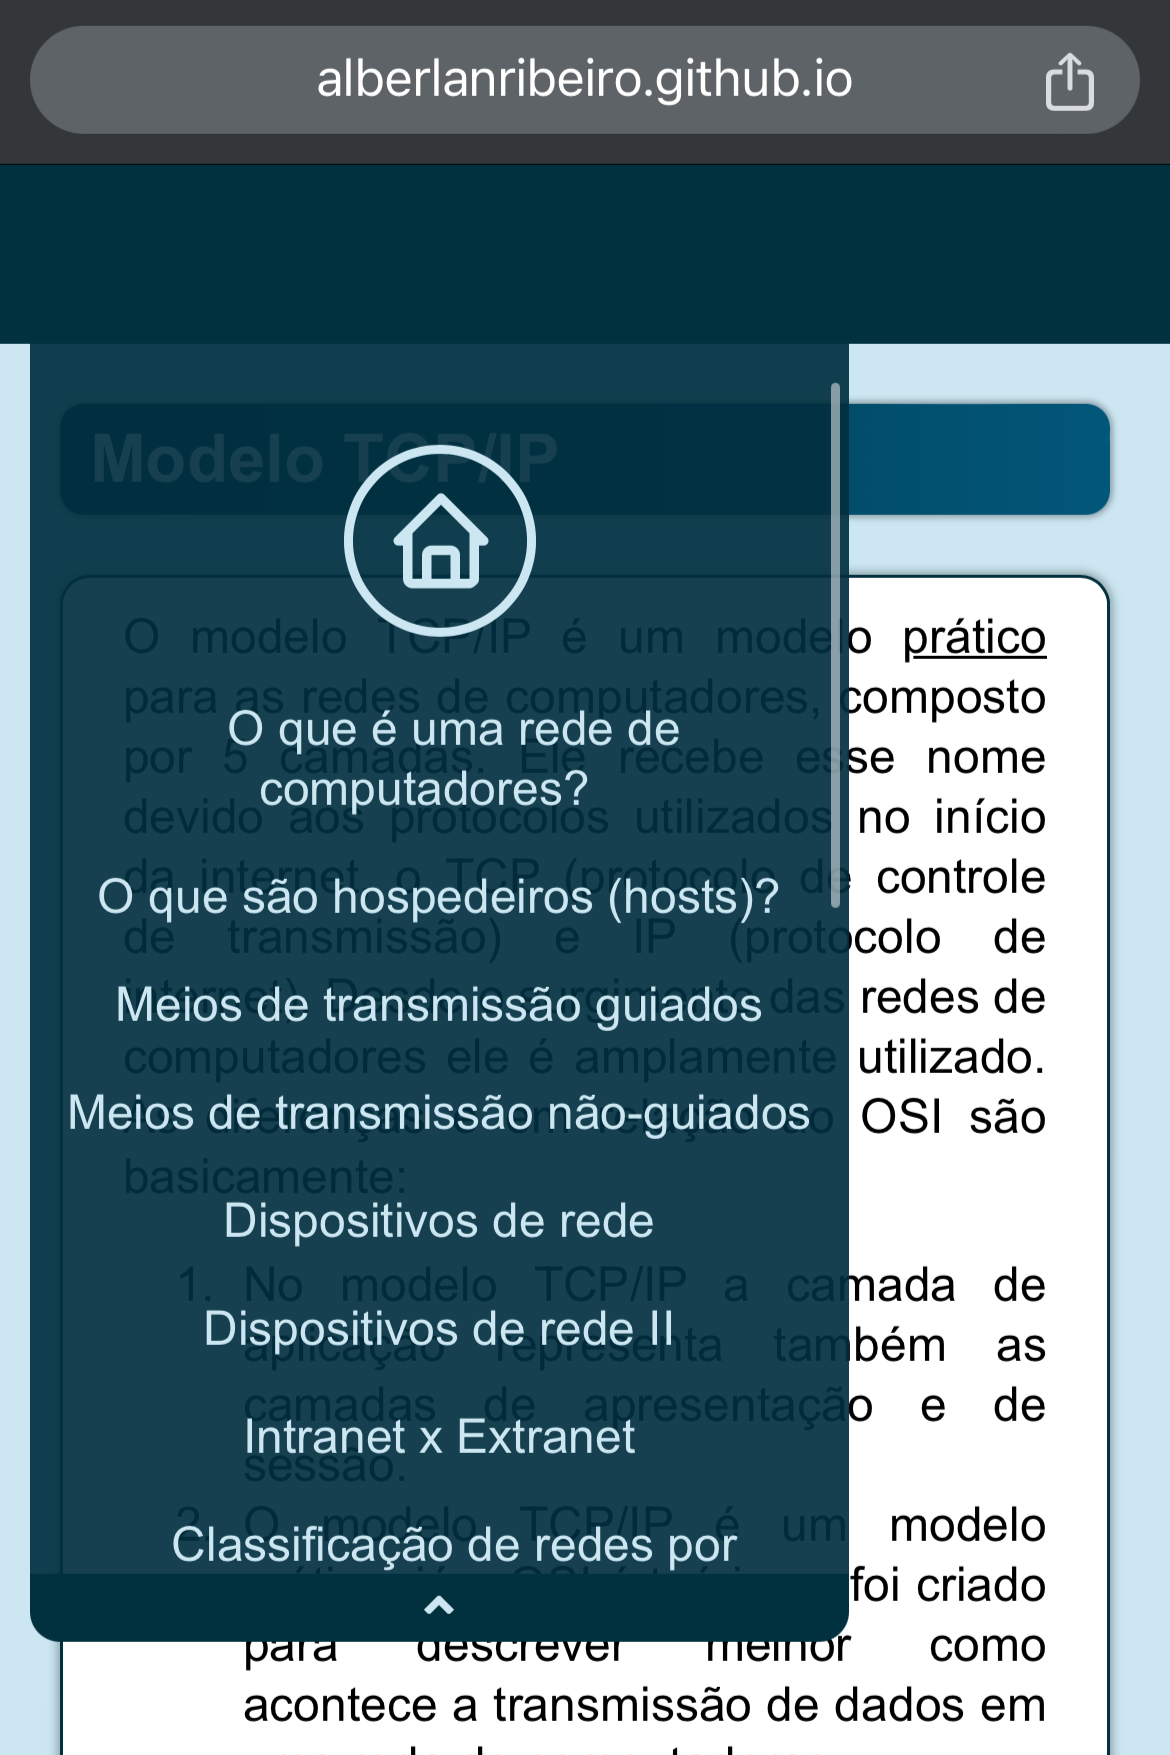 alberlanribeiro.github.io
Modelo TCP/IP
O que é uma rede de
computadores?
O que são hospedeiros (hosts)?
Meios de transmissão guiados
Meios de transmissão não-guiados
Dispositivos de rede
Dispositivos de rede II
Intranet x Extranet
Classificação de redes por
O modelo TCP/IP é um modelo prático
para as redes de computadores, composto
por 5 camadas. Ele recebe esse nome
devido aos protocolos utilizados no início
da internet, o TCP (protocolo de controle
de transmissão) e IP (protocolo de
internet). Desde o surgimento das redes de
computadores ele é amplamente utilizado.
As diferenças em relação ao OSI são
basicamente:
1. No modelo TCP/IP a camada de
aplicação representa também as
camadas de apresentação e de
sessão.
2. O modelo TCP/IP é um modelo
foi criado
para descrever melhor como
acontece a transmissão de dados em